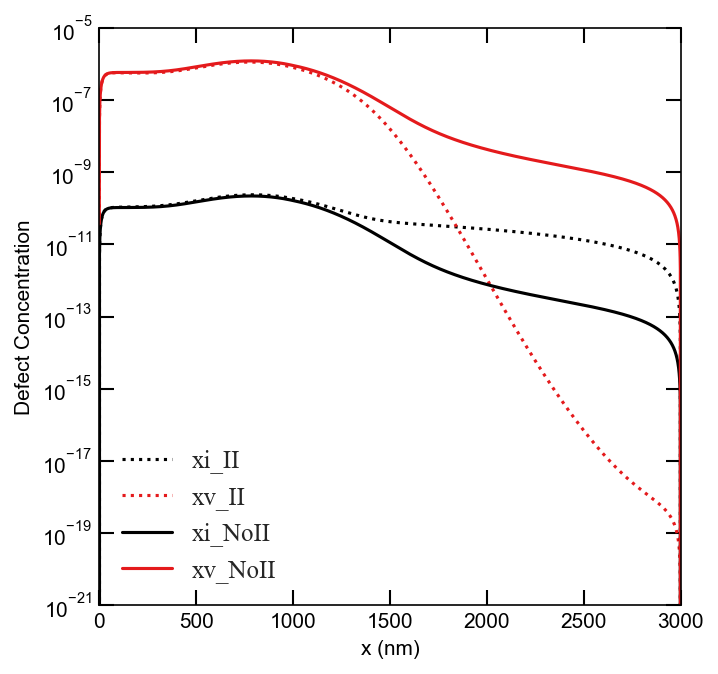 10⁻⁵
10⁻⁷
10⁻⁹
10⁻¹¹
10⁻¹³
10⁻¹⁵
10⁻¹⁷
10⁻¹⁹
10⁻²¹
Defect Concentration
xi_II
xv_II
xi_NoII
xv_NoII
0 500 1000 1500 2000 2500 3000
x (nm)